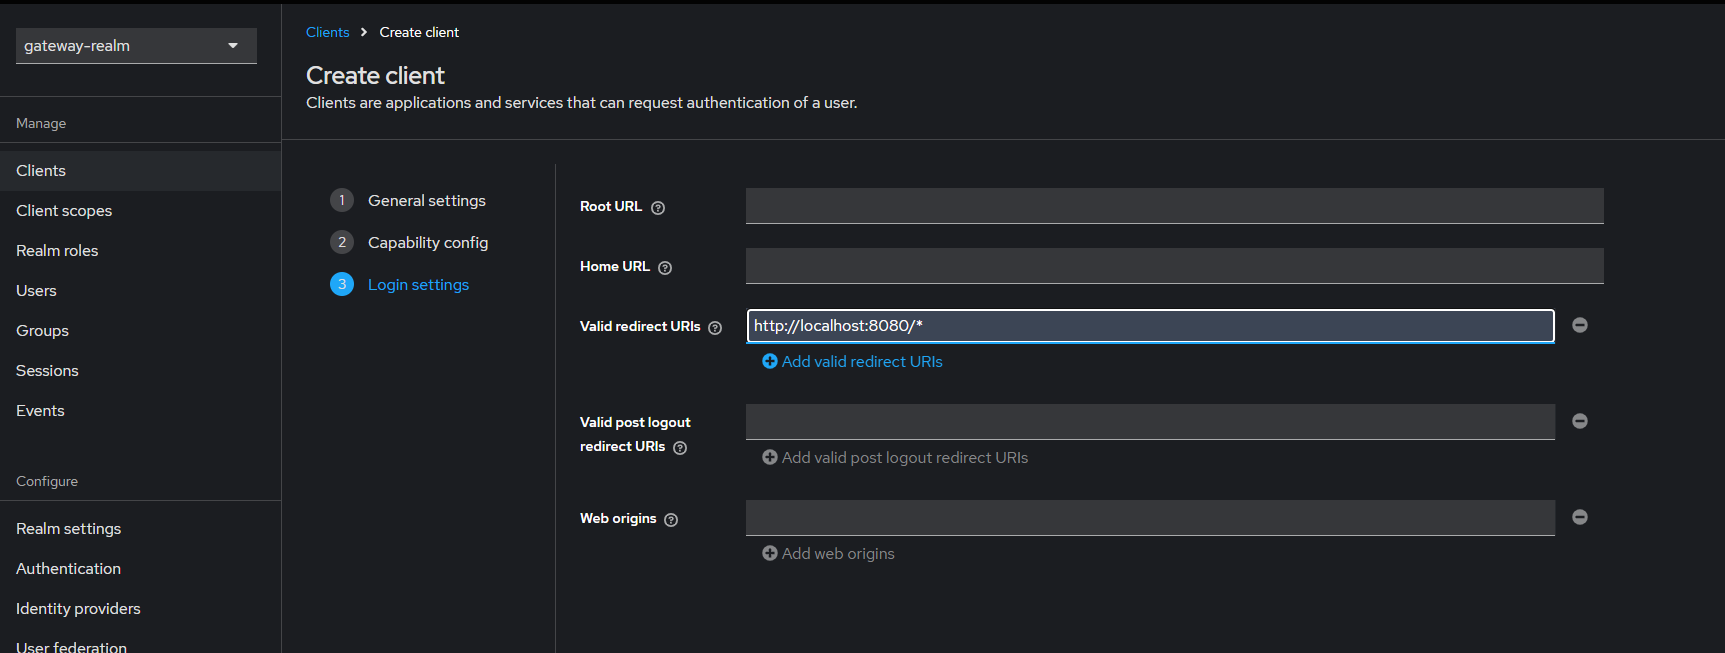 gateway-realm
Manage
Clients
Client scopes
Realm roles
Users
Groups
Sessions
Events
Configure
Realm settings
Authentication
Identity providers
User federation
Clients > Create client
Create client
Clients are applications and services that can request authentication of a user.
1 General settings
2 Capability config
3 Login settings
Root URL ?
Home URL ?
Valid redirect URIs ? http://localhost:8080/*
Add valid redirect URIs
Valid post logout
redirect URIs ?
Add valid post logout redirect URIs
Web origins ?
Add web origins